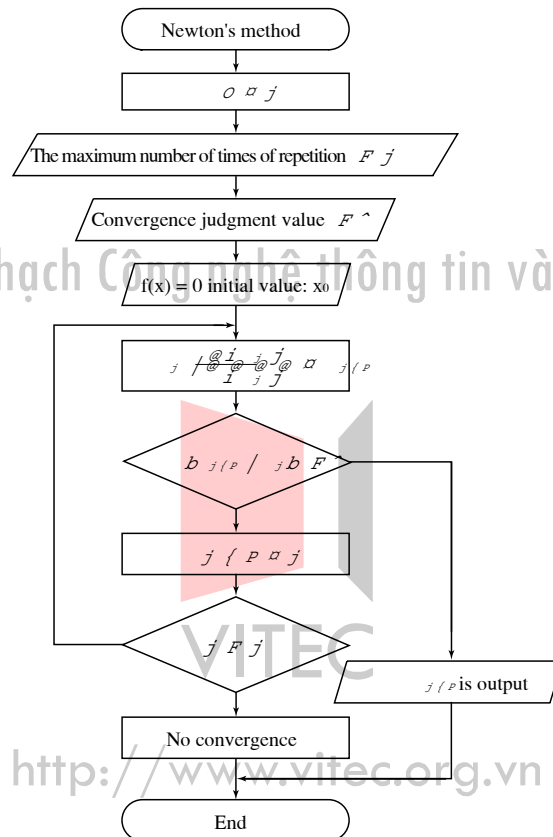 Newton's method
O ¤ j
The maximum number of times of repetition F j
Convergence judgment value F ^
hạch Công nghệ thông tin và
f(x) = 0 initial value: x0
@ i j j
j / @ @ @ @ ¤ j{P
i j j
b j{P / j b F ^
j { P ¤ j
j F j
VITEC
j{P is output
No convergence
http://www.vitec.org.vn
End